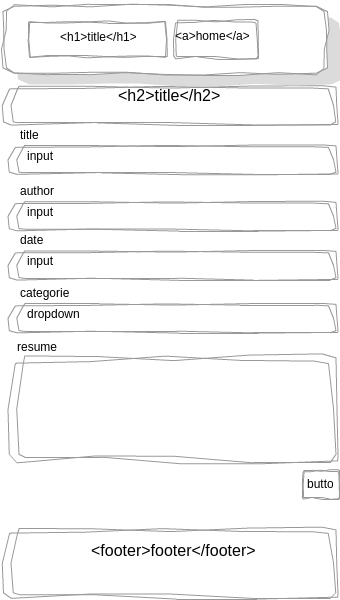 <h1>title</h1> <a>home</a>
<h2>title</h2>
title
input
author
input
date
input
categorie
dropdown
resume
butto
<footer>footer</footer>